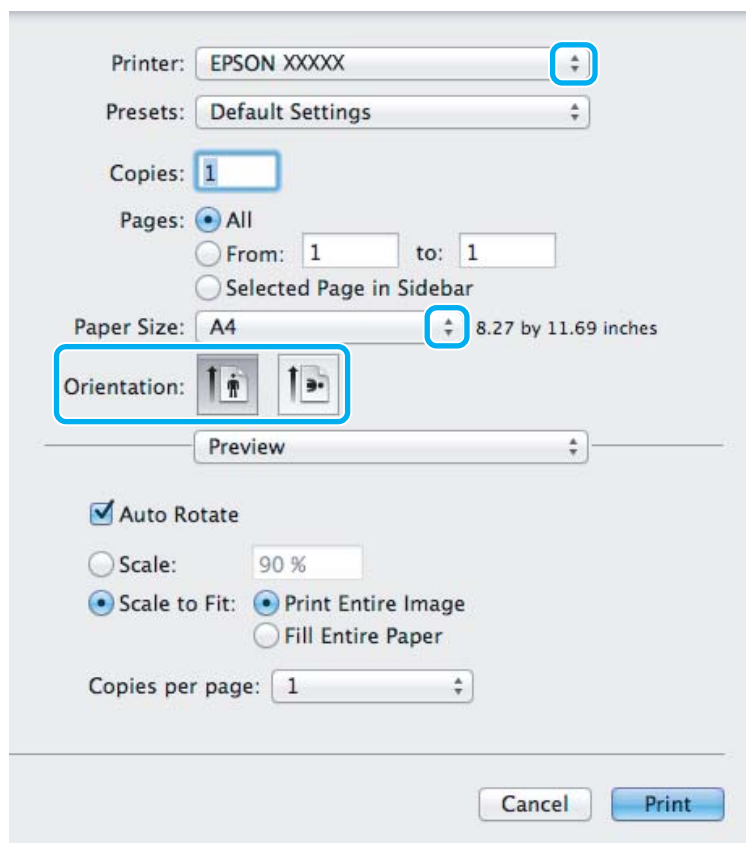 Printer: EPSON XXXXX
Presets: Default Settings
Copies: 1
Pages: All
From: 1 to: 1
Selected Page in Sidebar
Paper Size: A4 8.27 by 11.69 inches
Orientation:
Preview
Auto Rotate
Scale: 90 %
Scale to Fit: Print Entire Image
Fill Entire Paper
Copies per page: 1
Cancel Print